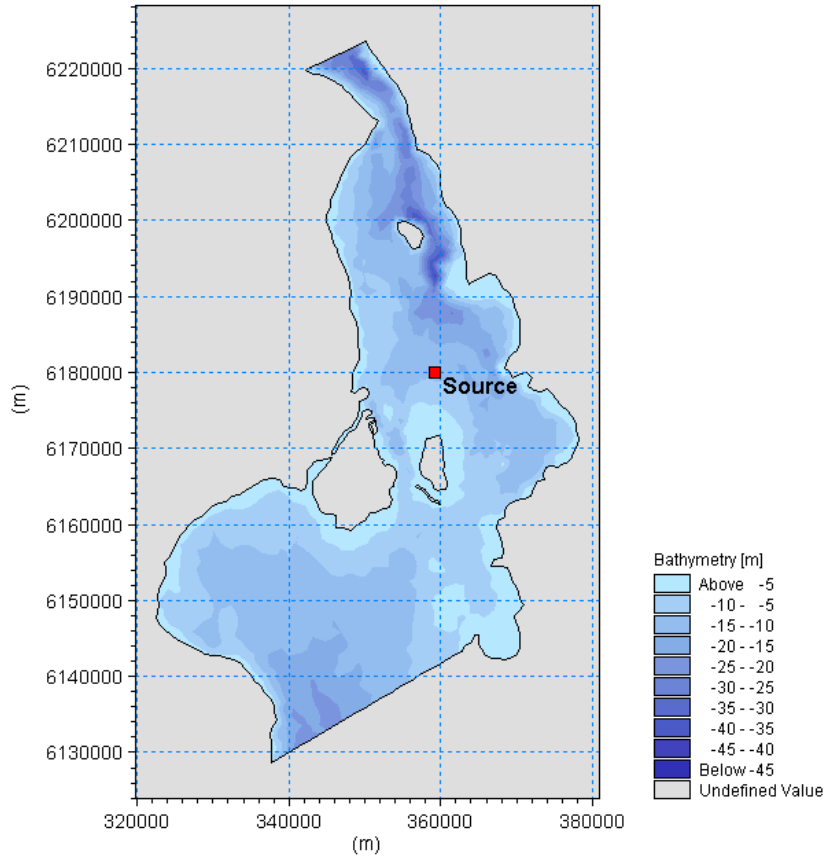 6220000
6210000
6200000
6190000
6180000
6170000
6160000
6150000
6140000
6130000
(m)
320000 340000 360000 380000
(m)
Source
Bathymetry [m]
Above -5
-10 - -5
-15 - -10
-20 - -15
-25 - -20
-30 - -25
-35 - -30
-40 - -35
-45 - -40
Below -45
Undefined Value